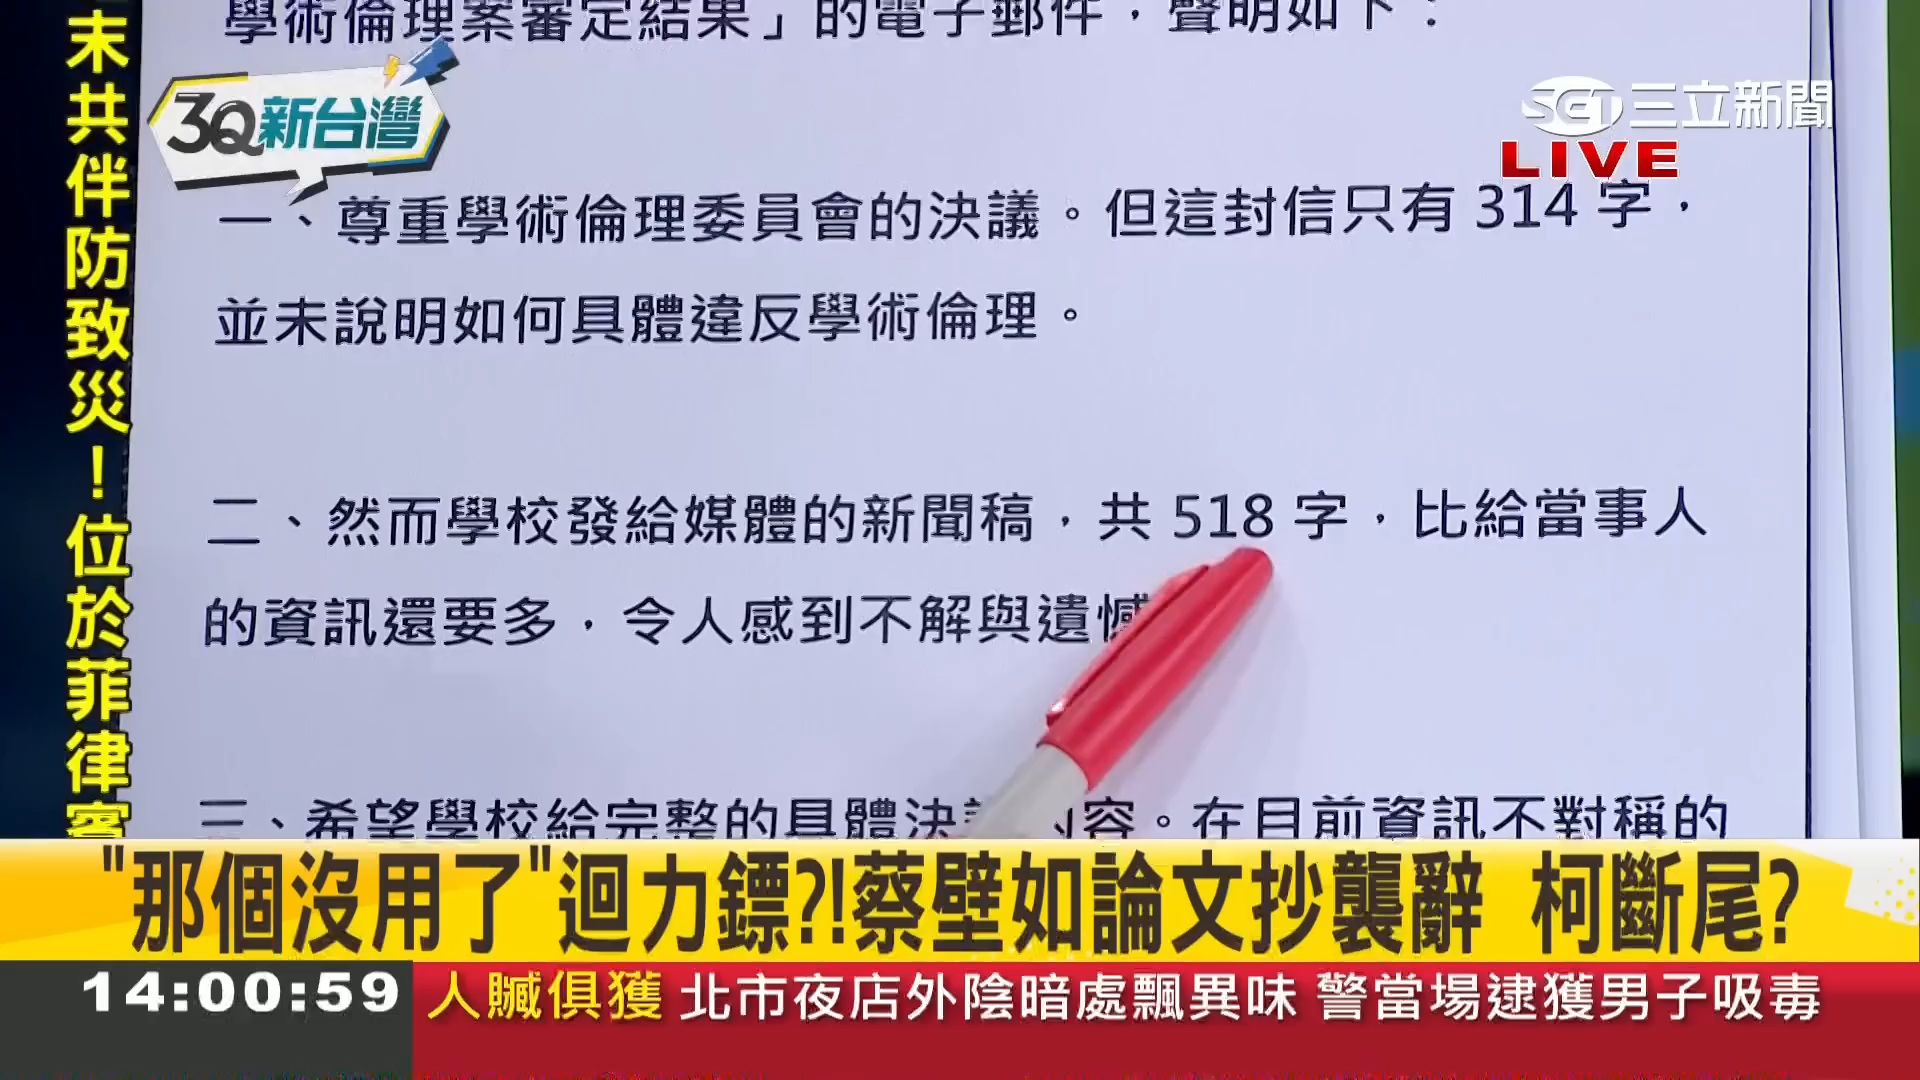 學術倫理案審定結果」的電子郵件，聲明如下：
3Q新台灣
SET三立新聞
LIVE
一、尊重學術倫理委員會的決議。但這封信只有 314 字，
並未說明如何具體違反學術倫理。
二、然而學校發給媒體的新聞稿，共 518 字，比給當事人
的資訊還要多，令人感到不解與遺憾
三、希望學校給完整的具體決 內容。在目前資訊不對稱的
末共伴防致災！位於菲律賓
"那個沒用了"迴力鏢?!蔡壁如論文抄襲辭 柯斷尾?
14:00:59
人贓俱獲 北市夜店外陰暗處飄異味 警當場逮獲男子吸毒